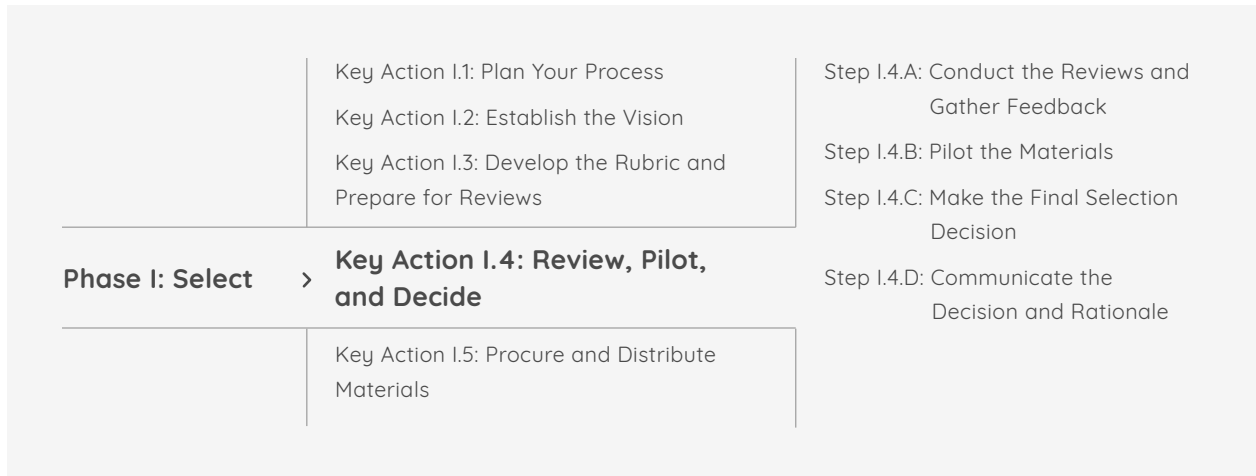 Key Action I.1: Plan Your Process
Key Action I.2: Establish the Vision
Key Action I.3: Develop the Rubric and
Prepare for Reviews
Phase I: Select
›
Key Action I.4: Review, Pilot,
and Decide
Key Action I.5: Procure and Distribute
Materials
Step I.4.A: Conduct the Reviews and
Gather Feedback
Step I.4.B: Pilot the Materials
Step I.4.C: Make the Final Selection
Decision
Step I.4.D: Communicate the
Decision and Rationale